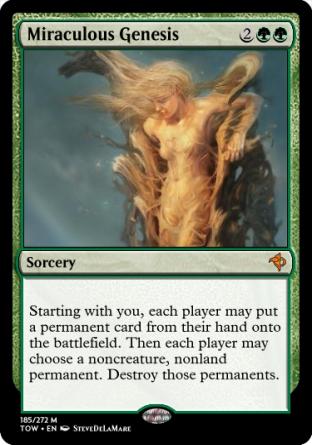 Miraculous Genesis 2
Sorcery
Starting with you, each player may put
a permanent card from their hand onto
the battlefield. Then each player may
choose a noncreature, nonland
permanent. Destroy those permanents.
185/272 M
TOW • EN SteveDeLaMare